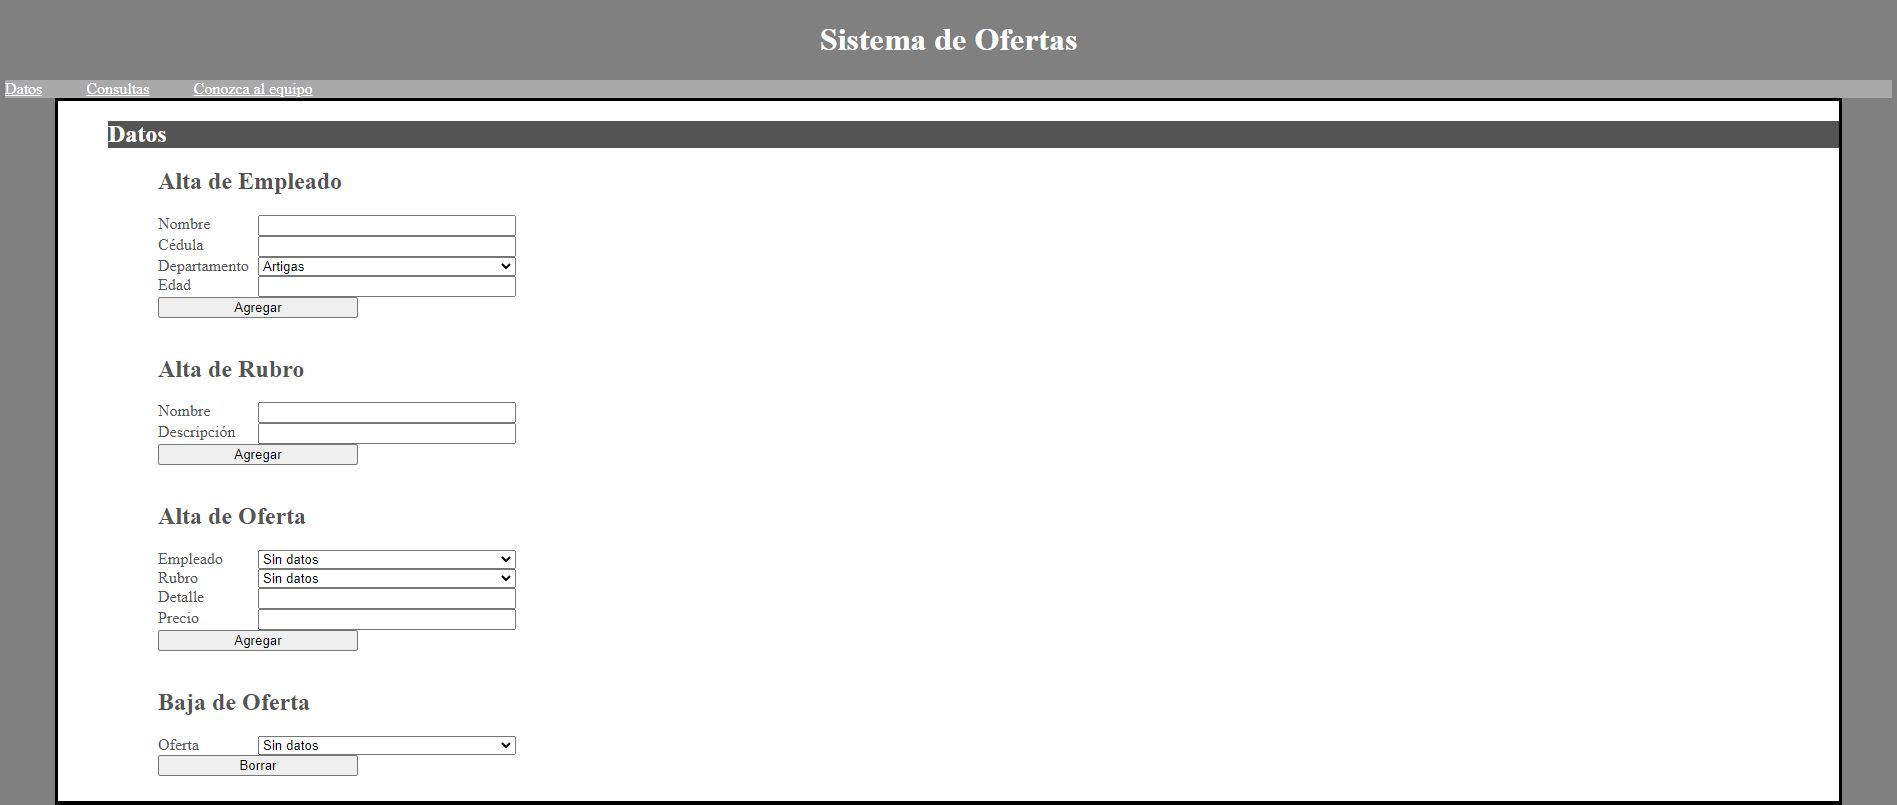 Sistema de Ofertas
Datos Consultas Conozca al equipo
Datos
Alta de Empleado
Nombre
Cédula
Departamento Artigas
Edad
Agregar
Alta de Rubro
Nombre
Descripción
Agregar
Alta de Oferta
Empleado Sin datos
Rubro Sin datos
Detalle
Precio
Agregar
Baja de Oferta
Oferta Sin datos
Borrar